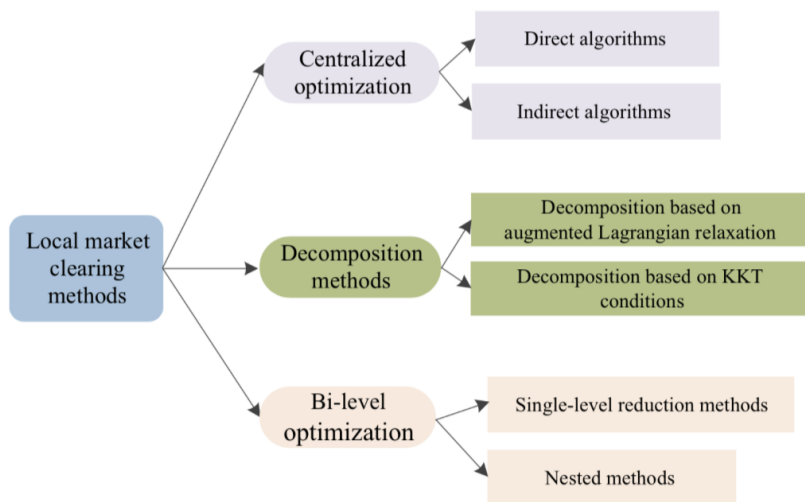 Local market
clearing
methods
Centralized
optimization
Direct algorithms
Indirect algorithms
Decomposition
methods
Decomposition based on
augmented Lagrangian relaxation
Decomposition based on KKT
conditions
Bi-level
optimization
Single-level reduction methods
Nested methods